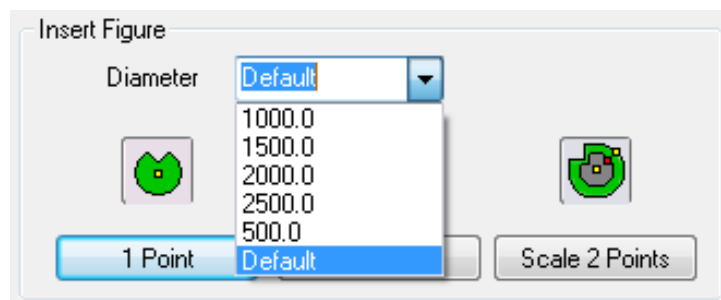 Insert Figure
Diameter Default
1000.0
1500.0
2000.0
2500.0
500.0
Default
1 Point Scale 2 Points